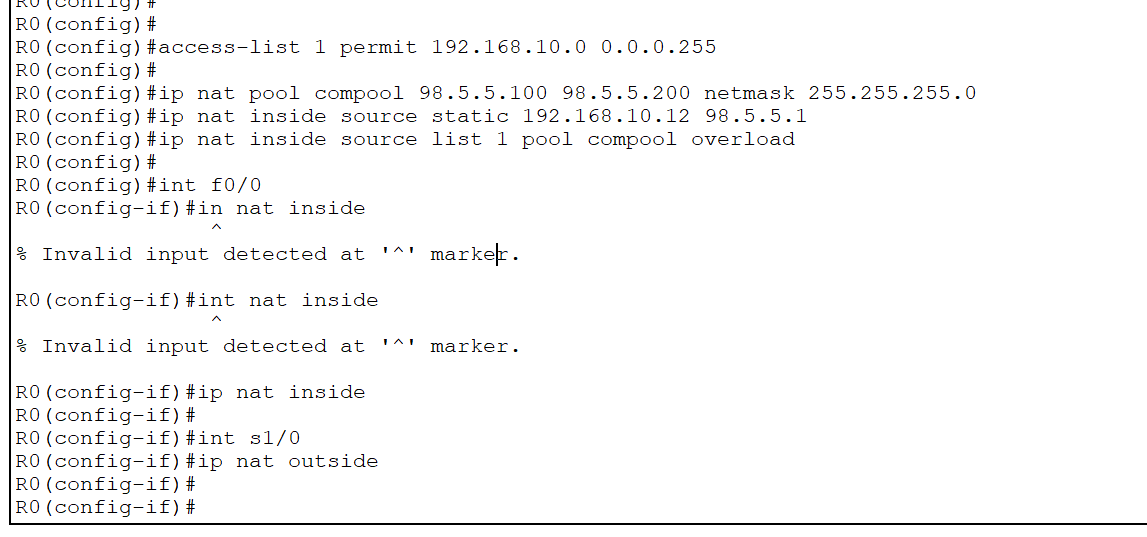 R0(config)#
R0(config)#
R0(config)#access-list 1 permit 192.168.10.0 0.0.0.255
R0(config)#
R0(config)#ip nat pool compool 98.5.5.100 98.5.5.200 netmask 255.255.255.0
R0(config)#ip nat inside source static 192.168.10.12 98.5.5.1
R0(config)#ip nat inside source list 1 pool compool overload
R0(config)#
R0(config)#int f0/0
R0(config-if)#in nat inside
^
% Invalid input detected at '^' marker.
R0(config-if)#int nat inside
^
% Invalid input detected at '^' marker.
R0(config-if)#ip nat inside
R0(config-if)#
R0(config-if)#int s1/0
R0(config-if)#ip nat outside
R0(config-if)#
R0(config-if)#